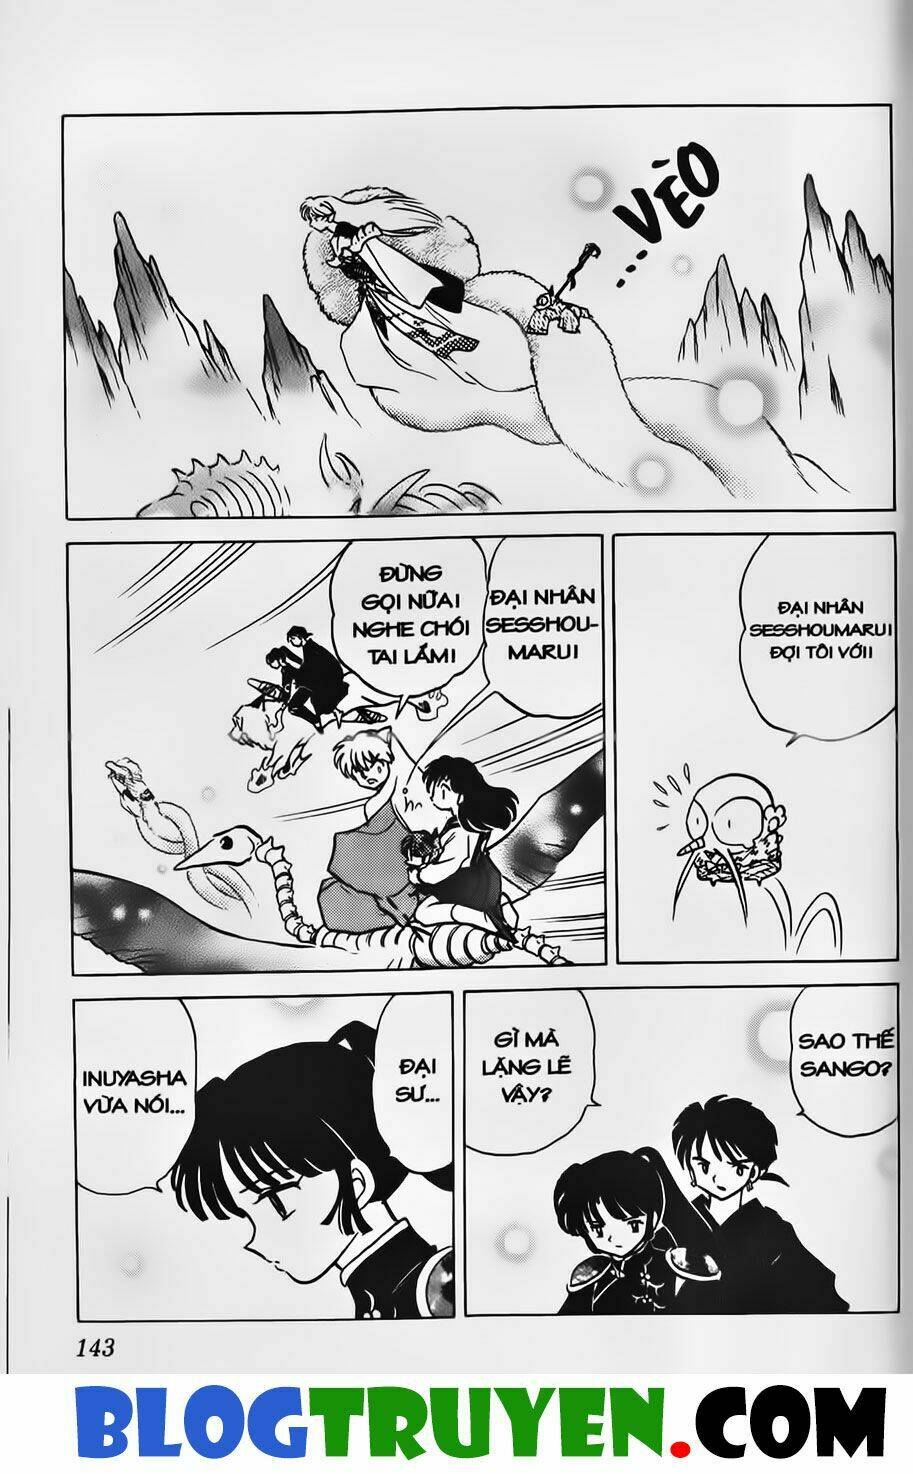 ...VÈO
ĐẠI NHÂN
SESSHOUMARU!
ĐỢI TÔI VỚI!
ĐẠI NHÂN
SESSHOU-
MARU!
ĐỪNG
GỌI NỮA!
NGHE CHÓI
TAI LẮM!
SAO THẾ
SANGO?
GÌ MÀ
LẶNG LẼ
VẬY?
ĐẠI
SƯ...
INUYASHA
VỪA NÓI...
143
BLOGTRUYEN.COM